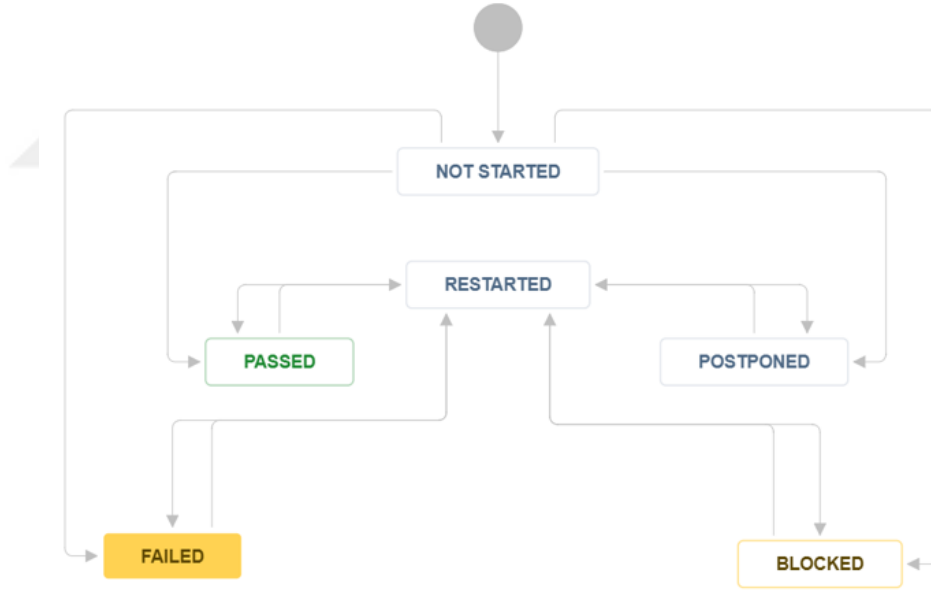 NOT STARTED
RESTARTED
PASSED
POSTPONED
FAILED
BLOCKED